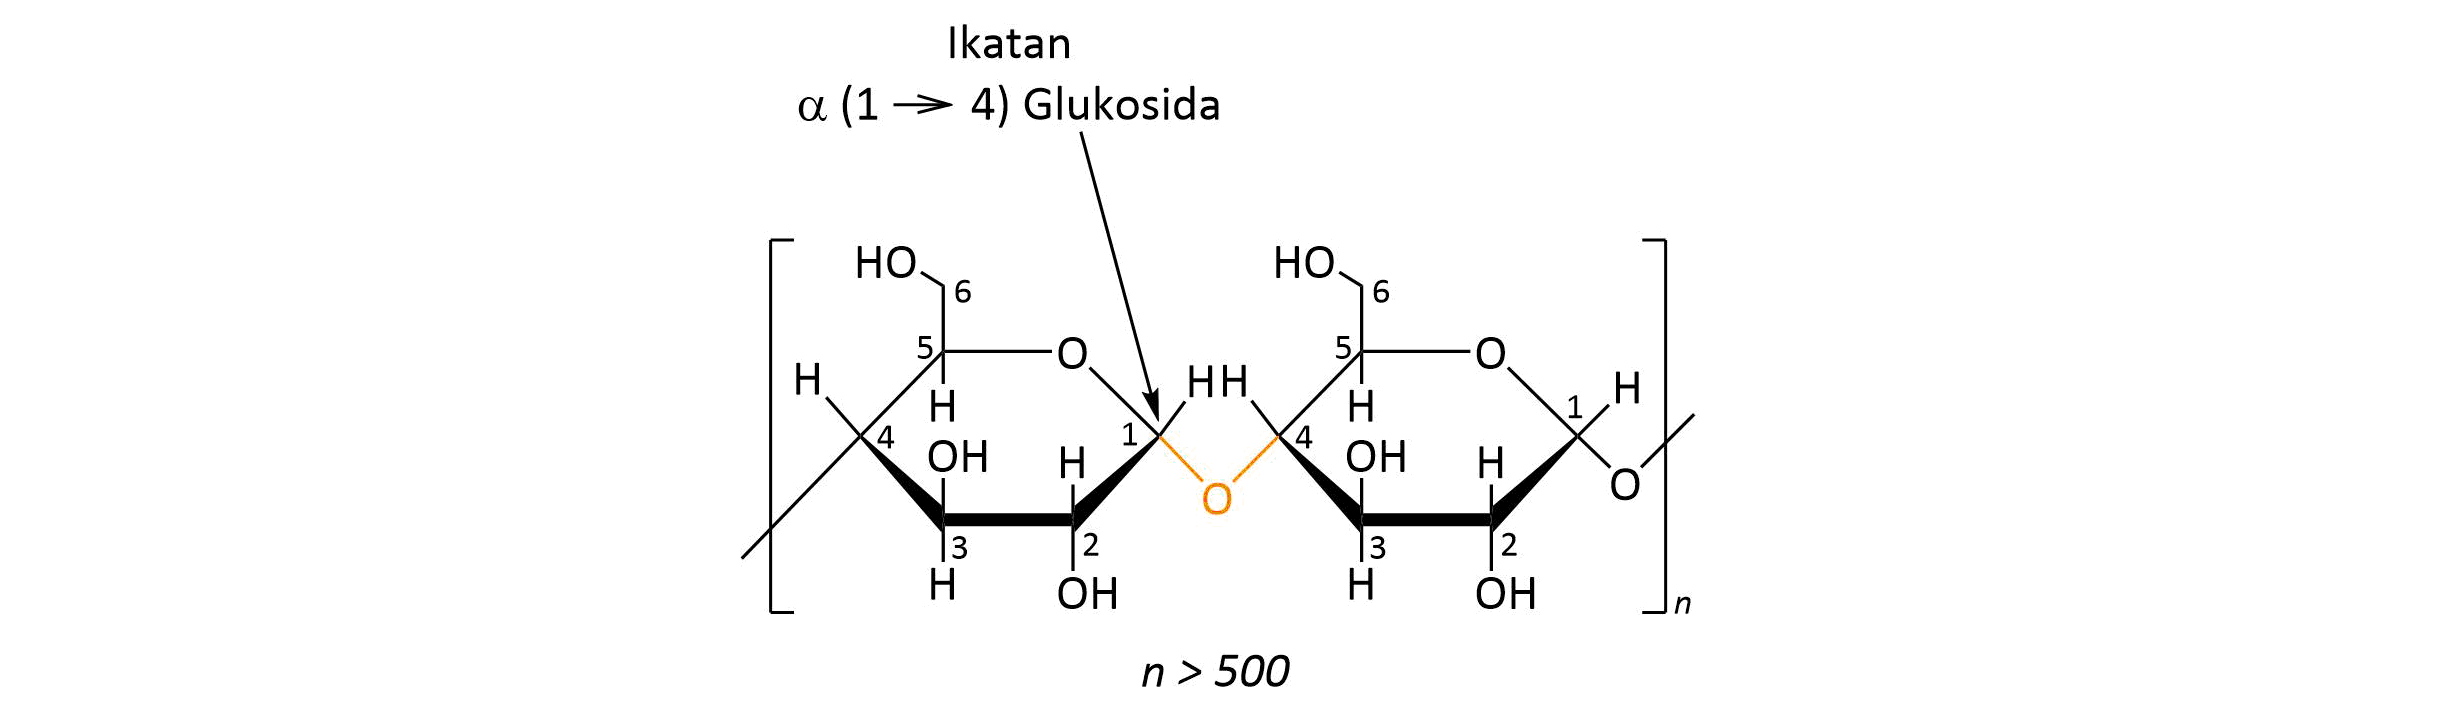 Ikatan
α (1 → 4) Glukosida
HO HO
6 6
5 O 5 O
H H H H
H H 1
4 OH 1 H 4 OH H
O O
3 2 3 2
H OH H OH
n
n > 500